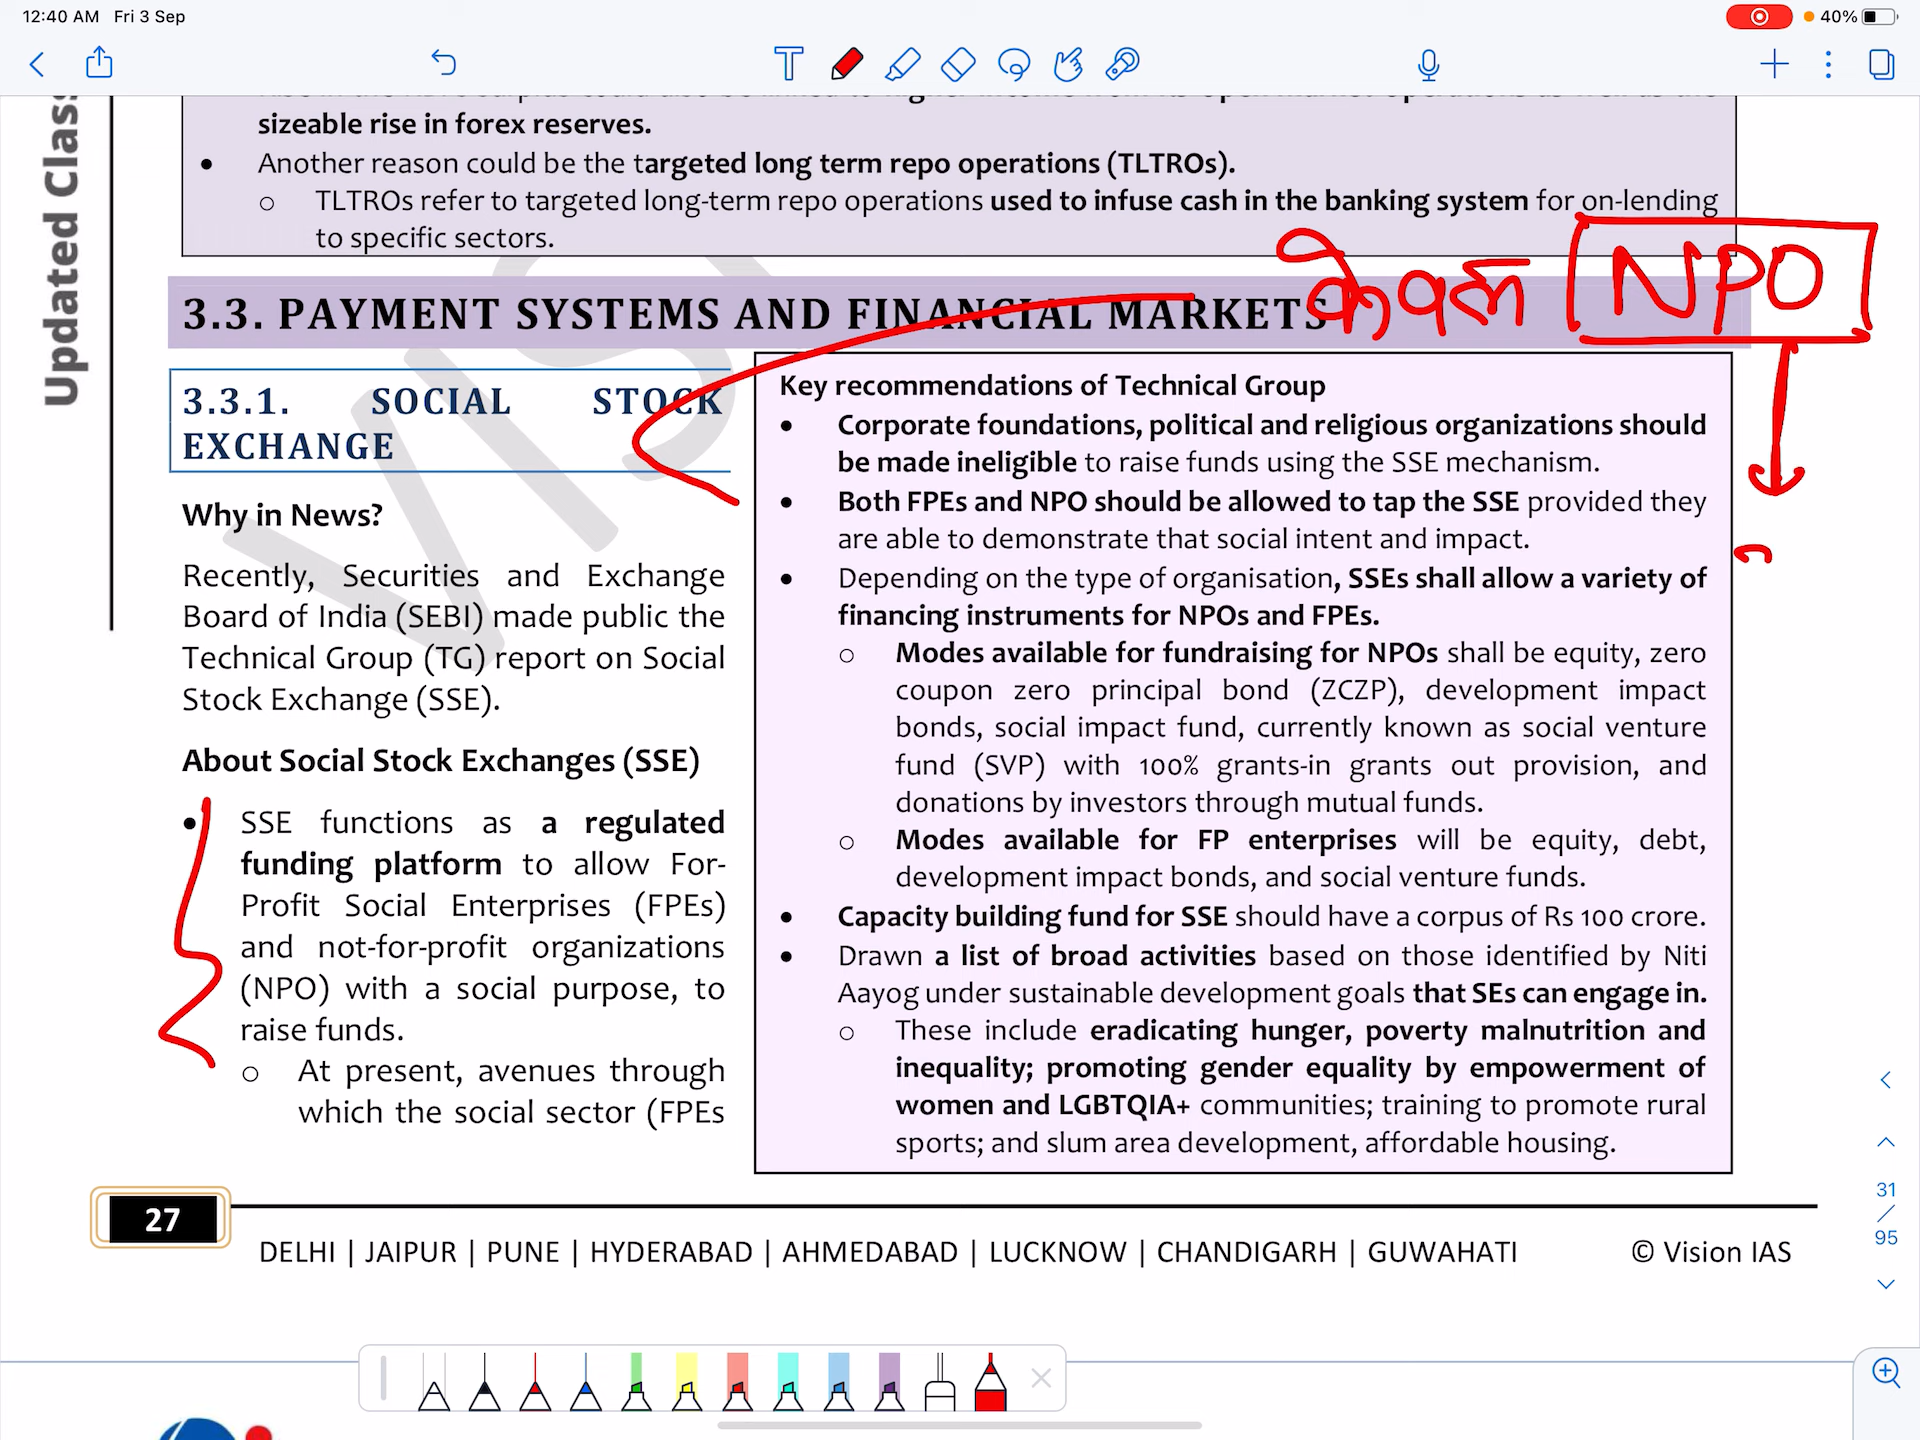 12:40 AM Fri 3 Sep
40%
Updated Clas
sizeable rise in forex reserves.
• Another reason could be the targeted long term repo operations (TLTROs).
o TLTROs refer to targeted long-term repo operations used to infuse cash in the banking system for on-lending
to specific sectors.
केवल NPO
3.3. PAYMENT SYSTEMS AND FINANCIAL MARKETS
3.3.1. SOCIAL STOCK
EXCHANGE
Why in News?
Recently, Securities and Exchange
Board of India (SEBI) made public the
Technical Group (TG) report on Social
Stock Exchange (SSE).
About Social Stock Exchanges (SSE)
• SSE functions as a regulated
funding platform to allow For-
Profit Social Enterprises (FPEs)
and not-for-profit organizations
(NPO) with a social purpose, to
raise funds.
o At present, avenues through
which the social sector (FPEs
Key recommendations of Technical Group
• Corporate foundations, political and religious organizations should
be made ineligible to raise funds using the SSE mechanism.
• Both FPEs and NPO should be allowed to tap the SSE provided they
are able to demonstrate that social intent and impact.
• Depending on the type of organisation, SSEs shall allow a variety of
financing instruments for NPOs and FPEs.
o Modes available for fundraising for NPOs shall be equity, zero
coupon zero principal bond (ZCZP), development impact
bonds, social impact fund, currently known as social venture
fund (SVP) with 100% grants-in grants out provision, and
donations by investors through mutual funds.
o Modes available for FP enterprises will be equity, debt,
development impact bonds, and social venture funds.
• Capacity building fund for SSE should have a corpus of Rs 100 crore.
• Drawn a list of broad activities based on those identified by Niti
Aayog under sustainable development goals that SEs can engage in.
o These include eradicating hunger, poverty malnutrition and
inequality; promoting gender equality by empowerment of
women and LGBTQIA+ communities; training to promote rural
sports; and slum area development, affordable housing.
31
/
95
27
DELHI | JAIPUR | PUNE | HYDERABAD | AHMEDABAD | LUCKNOW | CHANDIGARH | GUWAHATI © Vision IAS